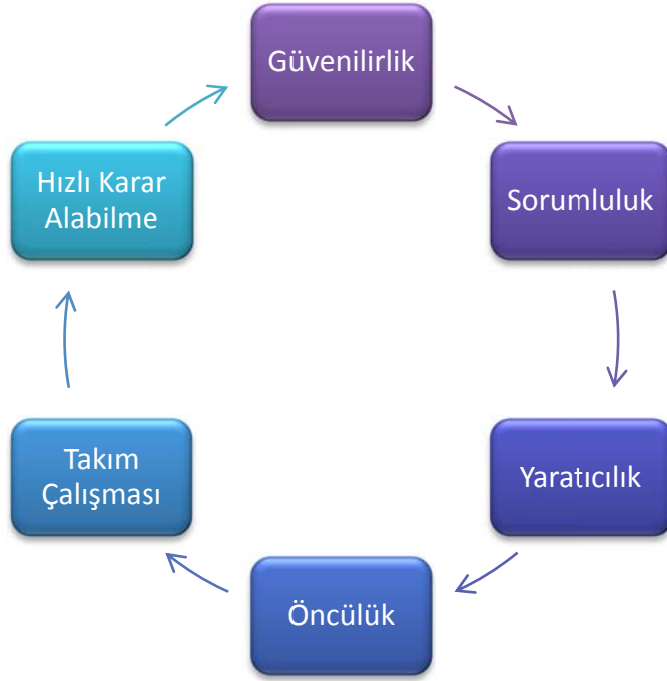 Güvenilirlik
Sorumluluk
Yaratıcılık
Öncülük
Takım
Çalışması
Hızlı Karar
Alabilme